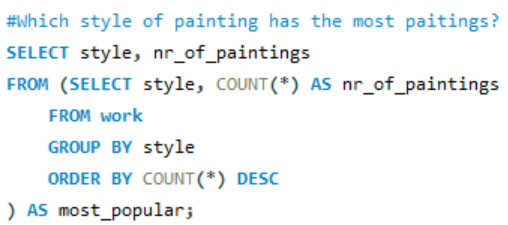 #Which style of painting has the most paitings?
SELECT style, nr_of_paintings
FROM (SELECT style, COUNT(*) AS nr_of_paintings
    FROM work
    GROUP BY style
    ORDER BY COUNT(*) DESC
) AS most_popular;